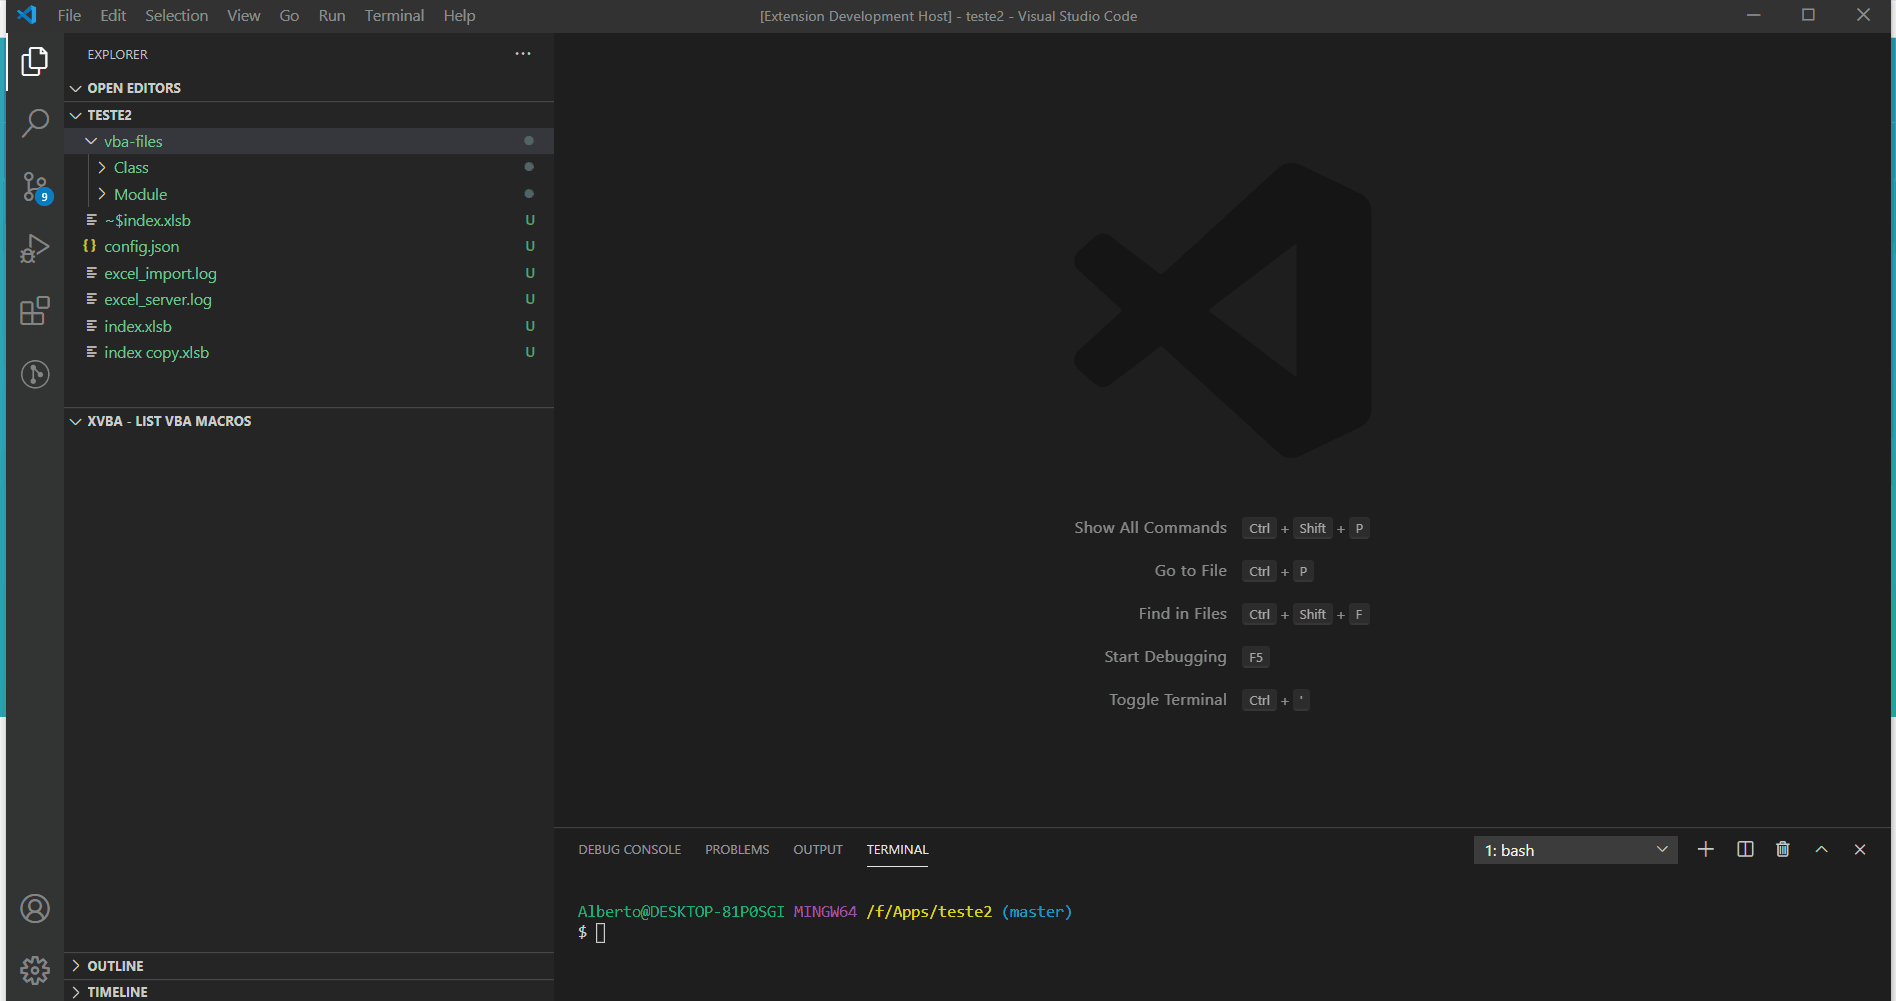 File Edit Selection View Go Run Terminal Help [Extension Development Host] - teste2 - Visual Studio Code
EXPLORER
OPEN EDITORS
TESTE2
vba-files
Class
Module
9
~$index.xlsb U
config.json U
excel_import.log U
excel_server.log U
index.xlsb U
index copy.xlsb U
XVBA - LIST VBA MACROS
Show All Commands Ctrl + Shift + P
Go to File Ctrl + P
Find in Files Ctrl + Shift + F
Start Debugging F5
Toggle Terminal Ctrl + '
DEBUG CONSOLE PROBLEMS OUTPUT TERMINAL 1: bash
Alberto@DESKTOP-81P0SGI MINGW64 /f/Apps/teste2 (master)
$
OUTLINE
TIMELINE